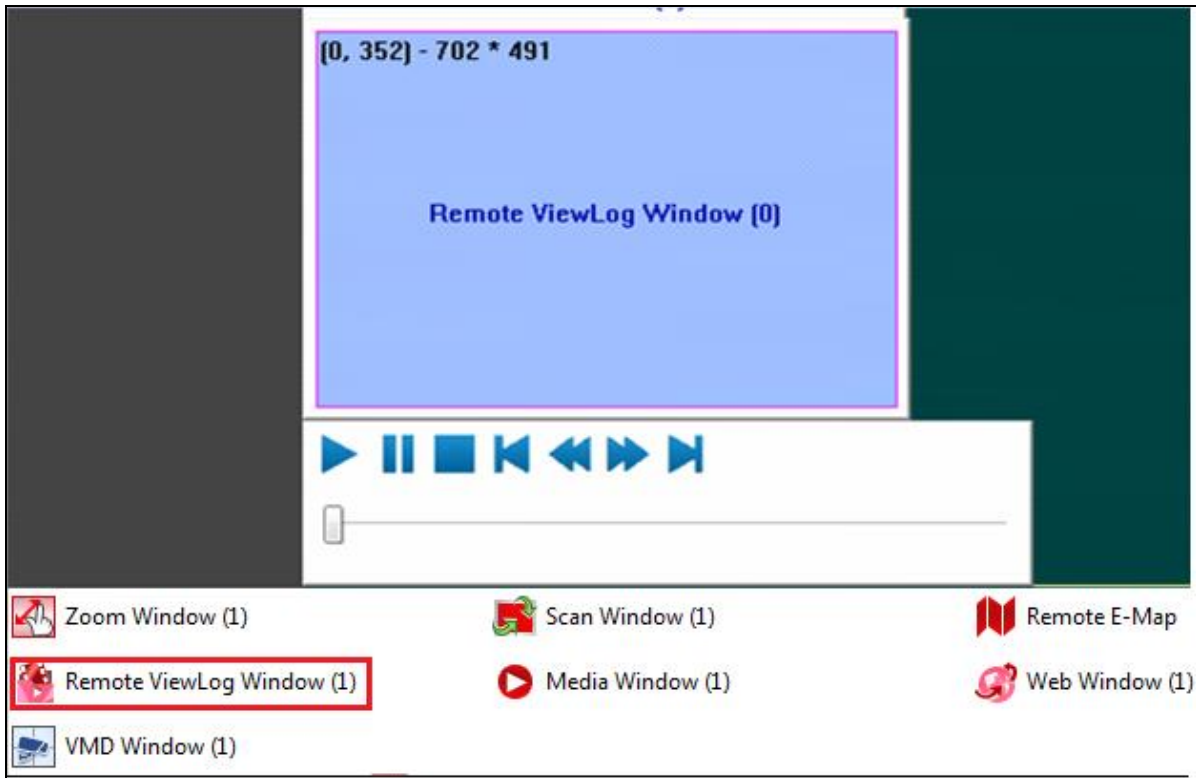 (0, 352) - 702 * 491
Remote ViewLog Window (0)
Zoom Window (1)
Scan Window (1)
Remote E-Map
Remote ViewLog Window (1)
Media Window (1)
Web Window (1)
VMD Window (1)